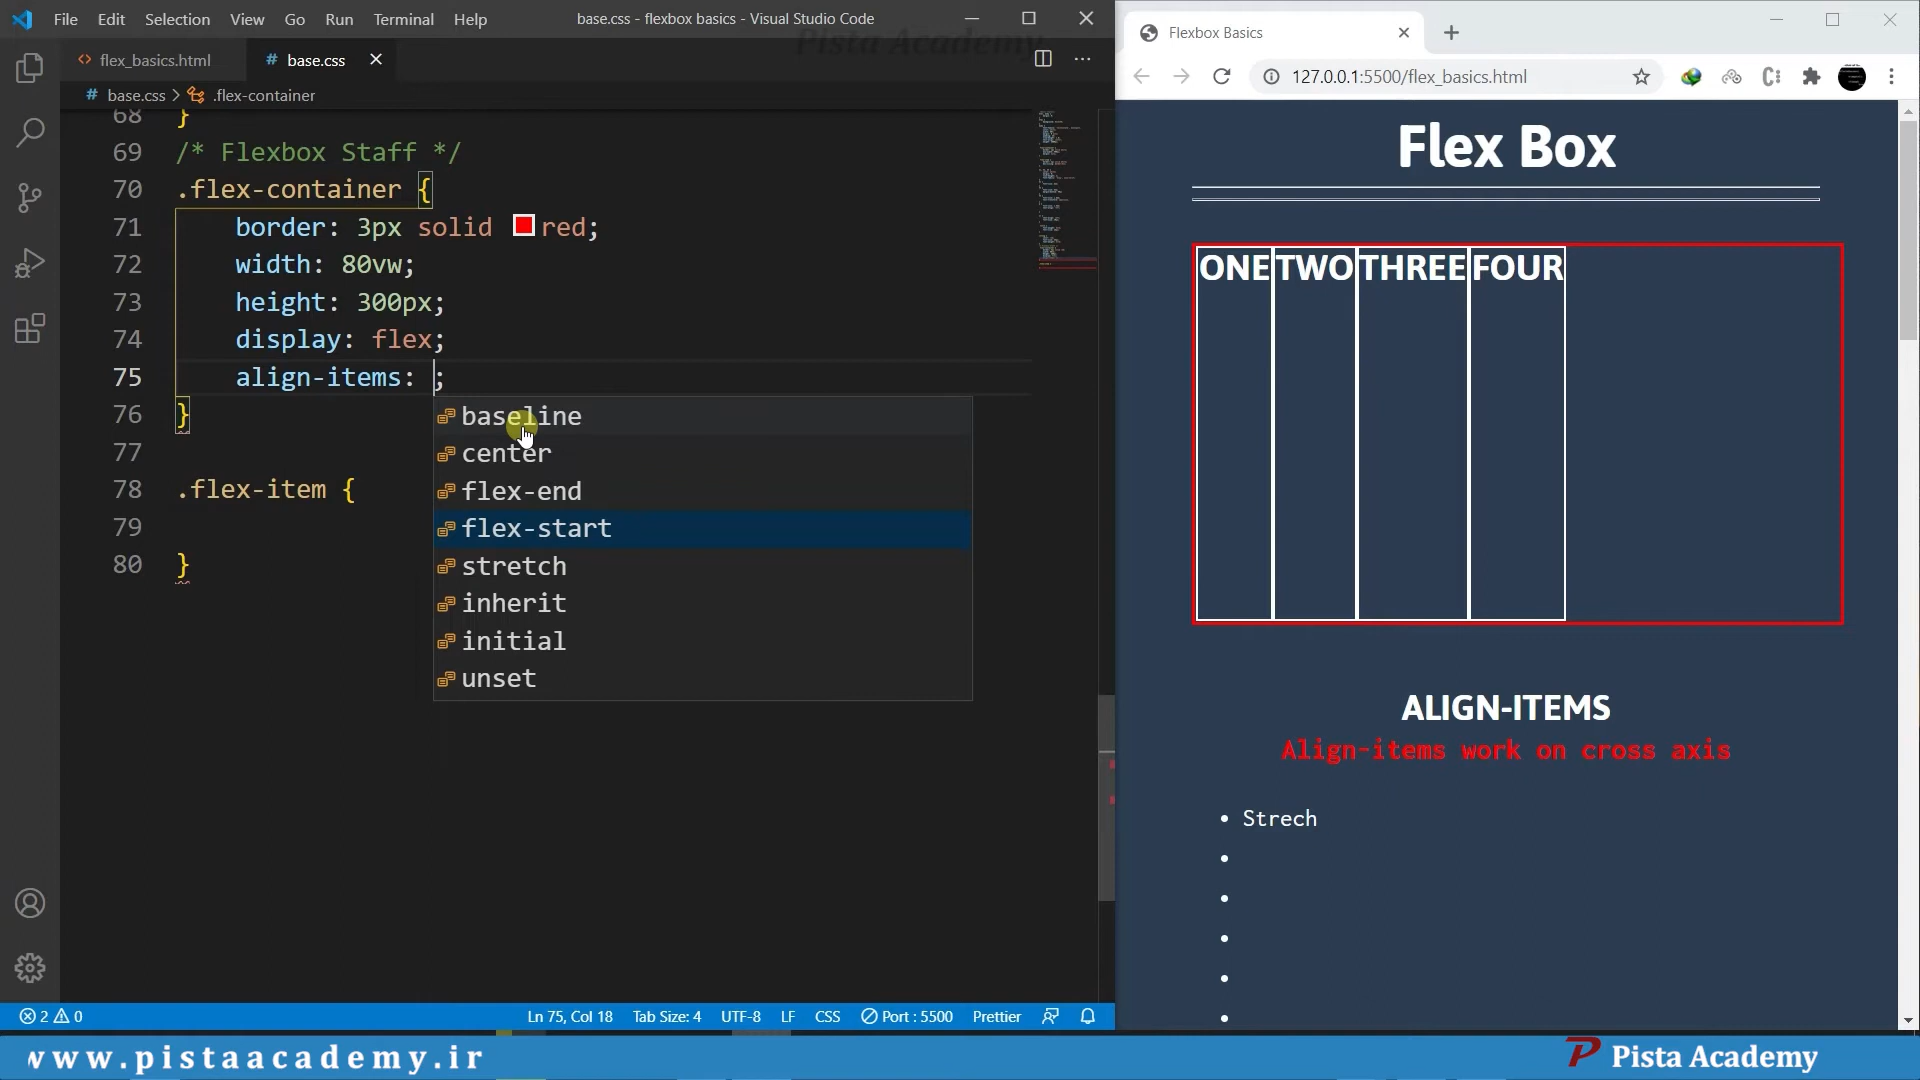 File Edit Selection View Go Run Terminal Help base.css - flexbox basics - Visual Studio Code
Pista Academy
flex_basics.html
base.css
base.css > .flex-container
68 }
69 /* Flexbox Staff */
70 .flex-container {
71 border: 3px solid red;
72 width: 80vw;
73 height: 300px;
74 display: flex;
75 align-items: ;
76 }
77
78 .flex-item {
79
80 }
baseline
center
flex-end
flex-start
stretch
inherit
initial
unset
2 0
Ln 75, Col 18 Tab Size: 4 UTF-8 LF CSS Port : 5500 Prettier
Flexbox Basics
127.0.0.1:5500/flex_basics.html
Flex Box
ONE TWO THREE FOUR
ALIGN-ITEMS
Align-items work on cross axis
Strech
www.pistaacademy.ir
Pista Academy